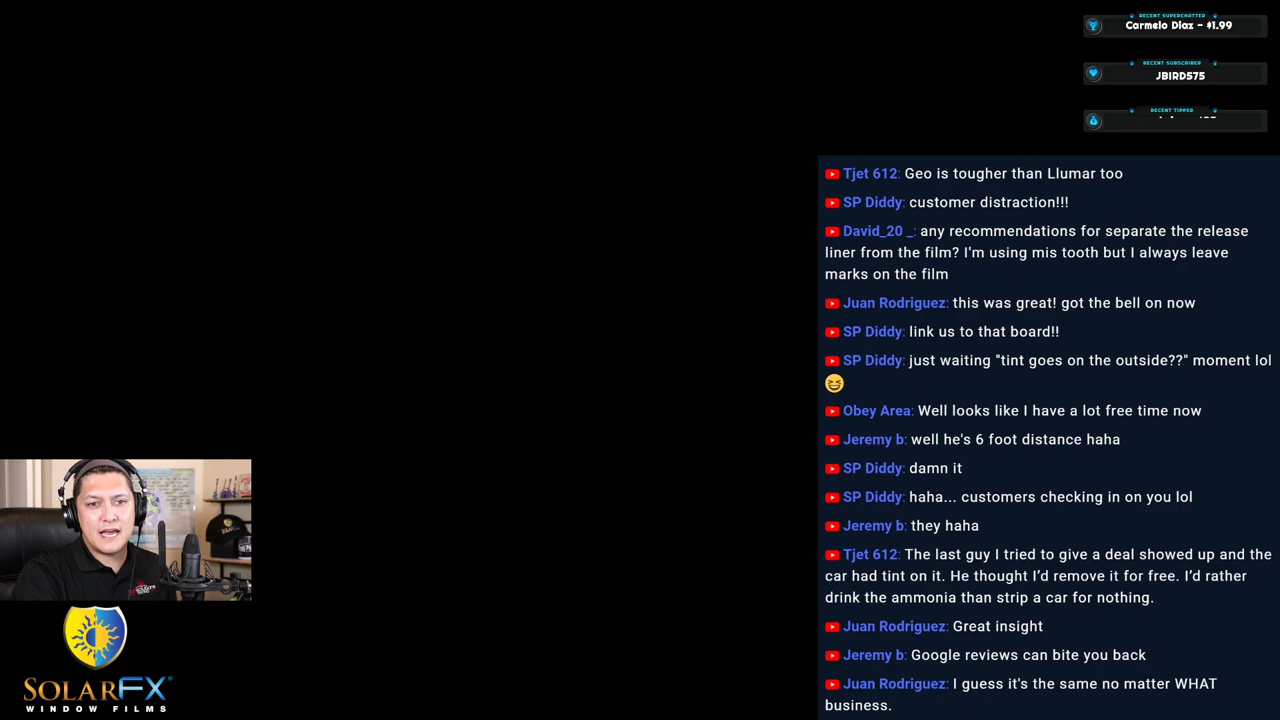 RECENT SUPERCHATTER
Carmelo Diaz - $1.99
RECENT SUBSCRIBER
JBIRD575
RECENT TIPPER
Tjet 612: Geo is tougher than Llumar too
SP Diddy: customer distraction!!!
David_20 _: any recommendations for separate the release
liner from the film? I'm using mis tooth but I always leave
marks on the film
Juan Rodriguez: this was great! got the bell on now
SP Diddy: link us to that board!!
SP Diddy: just waiting "tint goes on the outside??" moment lol
😆
Obey Area: Well looks like I have a lot free time now
Jeremy b: well he's 6 foot distance haha
SP Diddy: damn it
SP Diddy: haha... customers checking in on you lol
Jeremy b: they haha
Tjet 612: The last guy I tried to give a deal showed up and the
car had tint on it. He thought I’d remove it for free. I’d rather
drink the ammonia than strip a car for nothing.
Juan Rodriguez: Great insight
Jeremy b: Google reviews can bite you back
Juan Rodriguez: I guess it's the same no matter WHAT
business.
SOLARFX
WINDOW FILMS